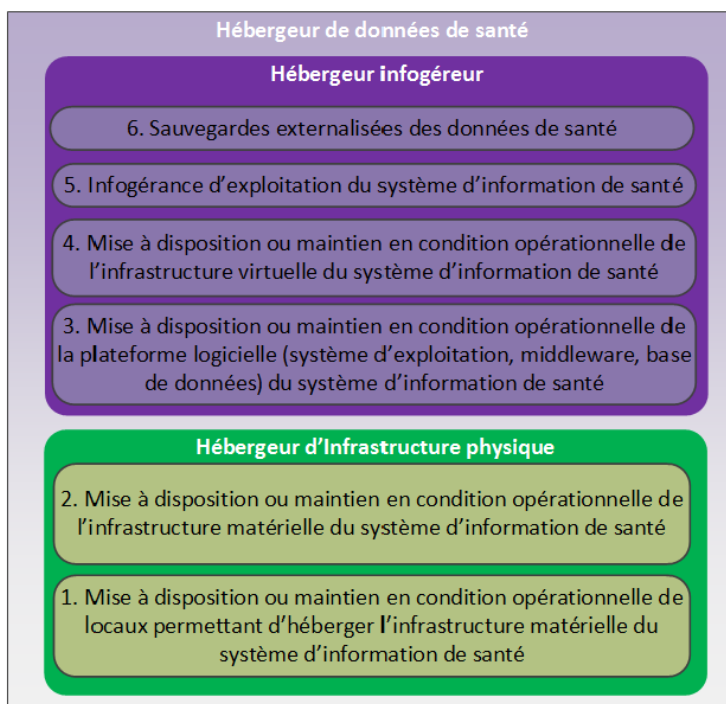 Hébergeur de données de santé
Hébergeur infogéreur
6. Sauvegardes externalisées des données de santé
5. Infogérance d’exploitation du système d’information de santé
4. Mise à disposition ou maintien en condition opérationnelle de
l’infrastructure virtuelle du système d’information de santé
3. Mise à disposition ou maintien en condition opérationnelle de
la plateforme logicielle (système d’exploitation, middleware, base
de données) du système d’information de santé
Hébergeur d’Infrastructure physique
2. Mise à disposition ou maintien en condition opérationnelle de
l’infrastructure matérielle du système d’information de santé
1. Mise à disposition ou maintien en condition opérationnelle de
locaux permettant d’héberger l’infrastructure matérielle du
système d’information de santé